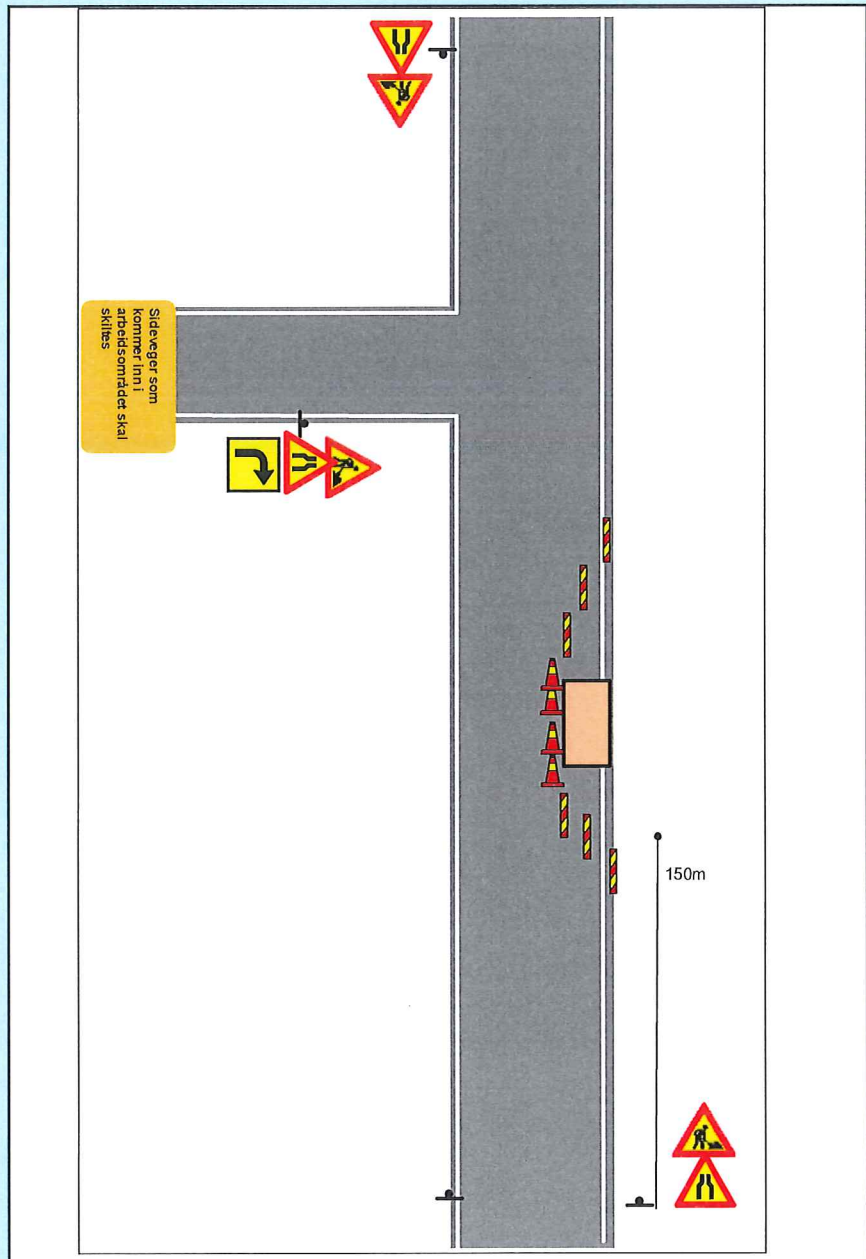 Sideveger som
kommer inn i
arbeidsområdet skal
skiltes
150m